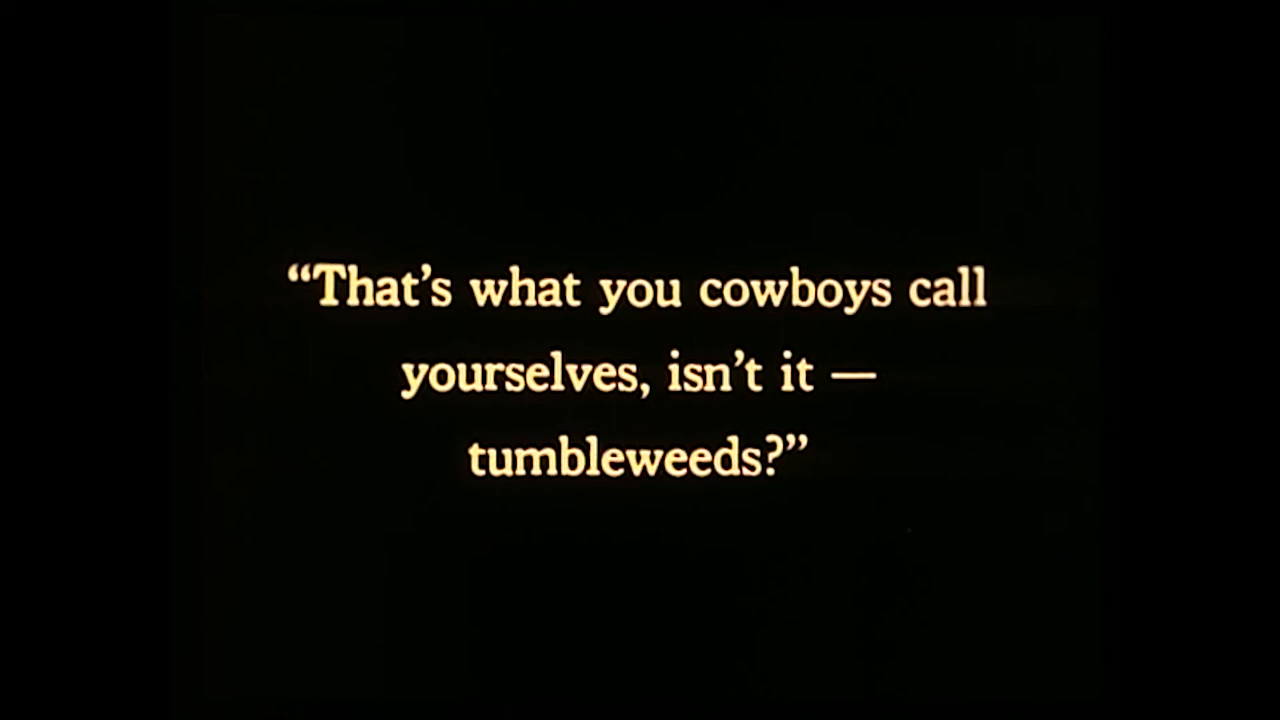 “That’s what you cowboys call
yourselves, isn’t it —
tumbleweeds?”